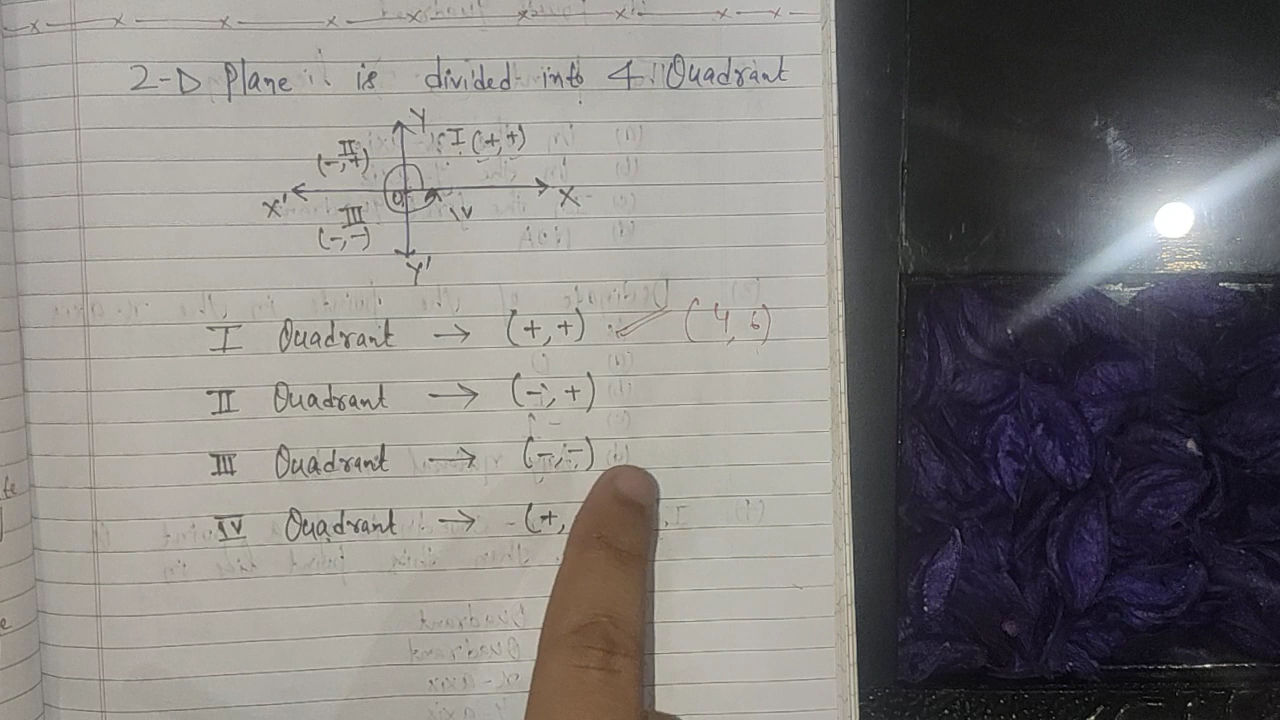 2-D Plane is divided into 4 Quadrant
Y
II I (+,+)
(-,+)
X' O X
III IV
(-,-)
Y'
I Quadrant → (+,+) (4,6)
II Quadrant → (-,+)
III Quadrant → (-,-)
IV Quadrant → (+,